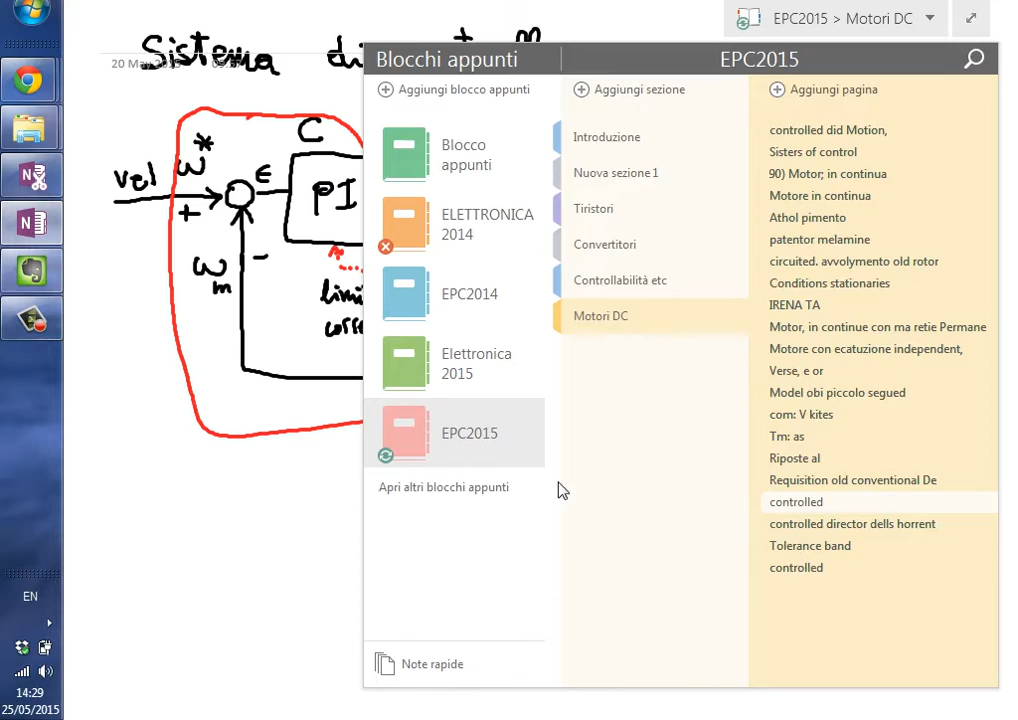 EPC2015 > Motori DC
Sistema di
20 May 2015
Blocchi appunti
EPC2015
Aggiungi blocco appunti
Aggiungi sezione
Aggiungi pagina
Blocco
appunti
ELETTRONICA
2014
EPC2014
Elettronica
2015
EPC2015
Apri altri blocchi appunti
Note rapide
Introduzione
Nuova sezione 1
Tiristori
Convertitori
Controllabilità etc
Motori DC
controlled did Motion,
Sisters of control
90) Motor; in continua
Motore in continua
Athol pimento
patentor melamine
circuited. avvolymento old rotor
Conditions stationaries
IRENA TA
Motor, in continue con ma retie Permane
Motore con ecatuzione independent,
Verse, e or
Model obi piccolo segued
com: V kites
Tm: as
Riposte al
Requisition old conventional De
controlled
controlled director dells horrent
Tolerance band
controlled
C
vel ω* + ε PI
ωm −
limi
corre
EN
14:29
25/05/2015